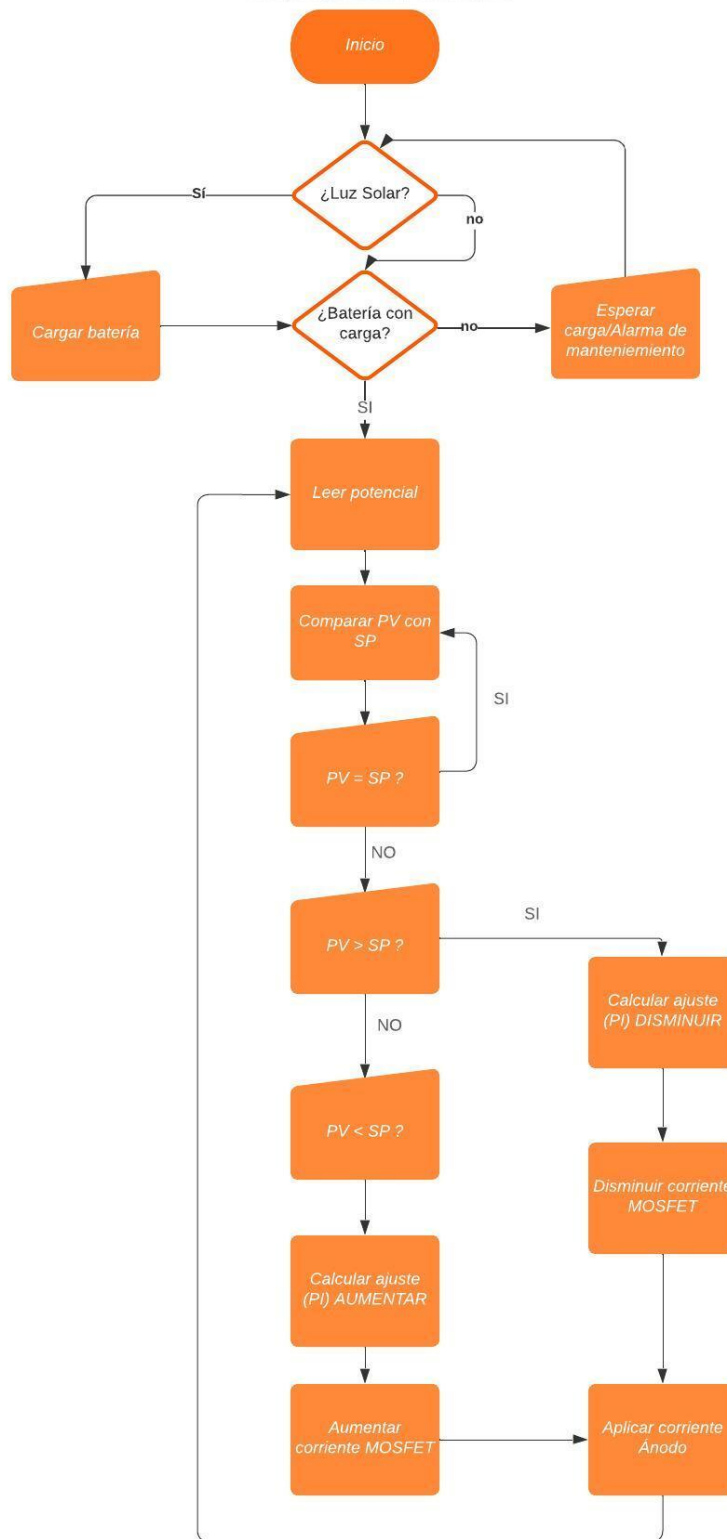 Inicio
¿Luz Solar?
Sí
no
¿Batería con
carga?
Cargar batería
no
Esperar
carga/Alarma de
manteniemiento
SI
Leer potencial
Comparar PV con
SP
SI
PV = SP ?
NO
PV > SP ?
SI
Calcular ajuste
(PI) DISMINUIR
NO
PV < SP ?
Disminuir corriente
MOSFET
Calcular ajuste
(PI) AUMENTAR
Aumentar
corriente MOSFET
Aplicar corriente
Ánodo